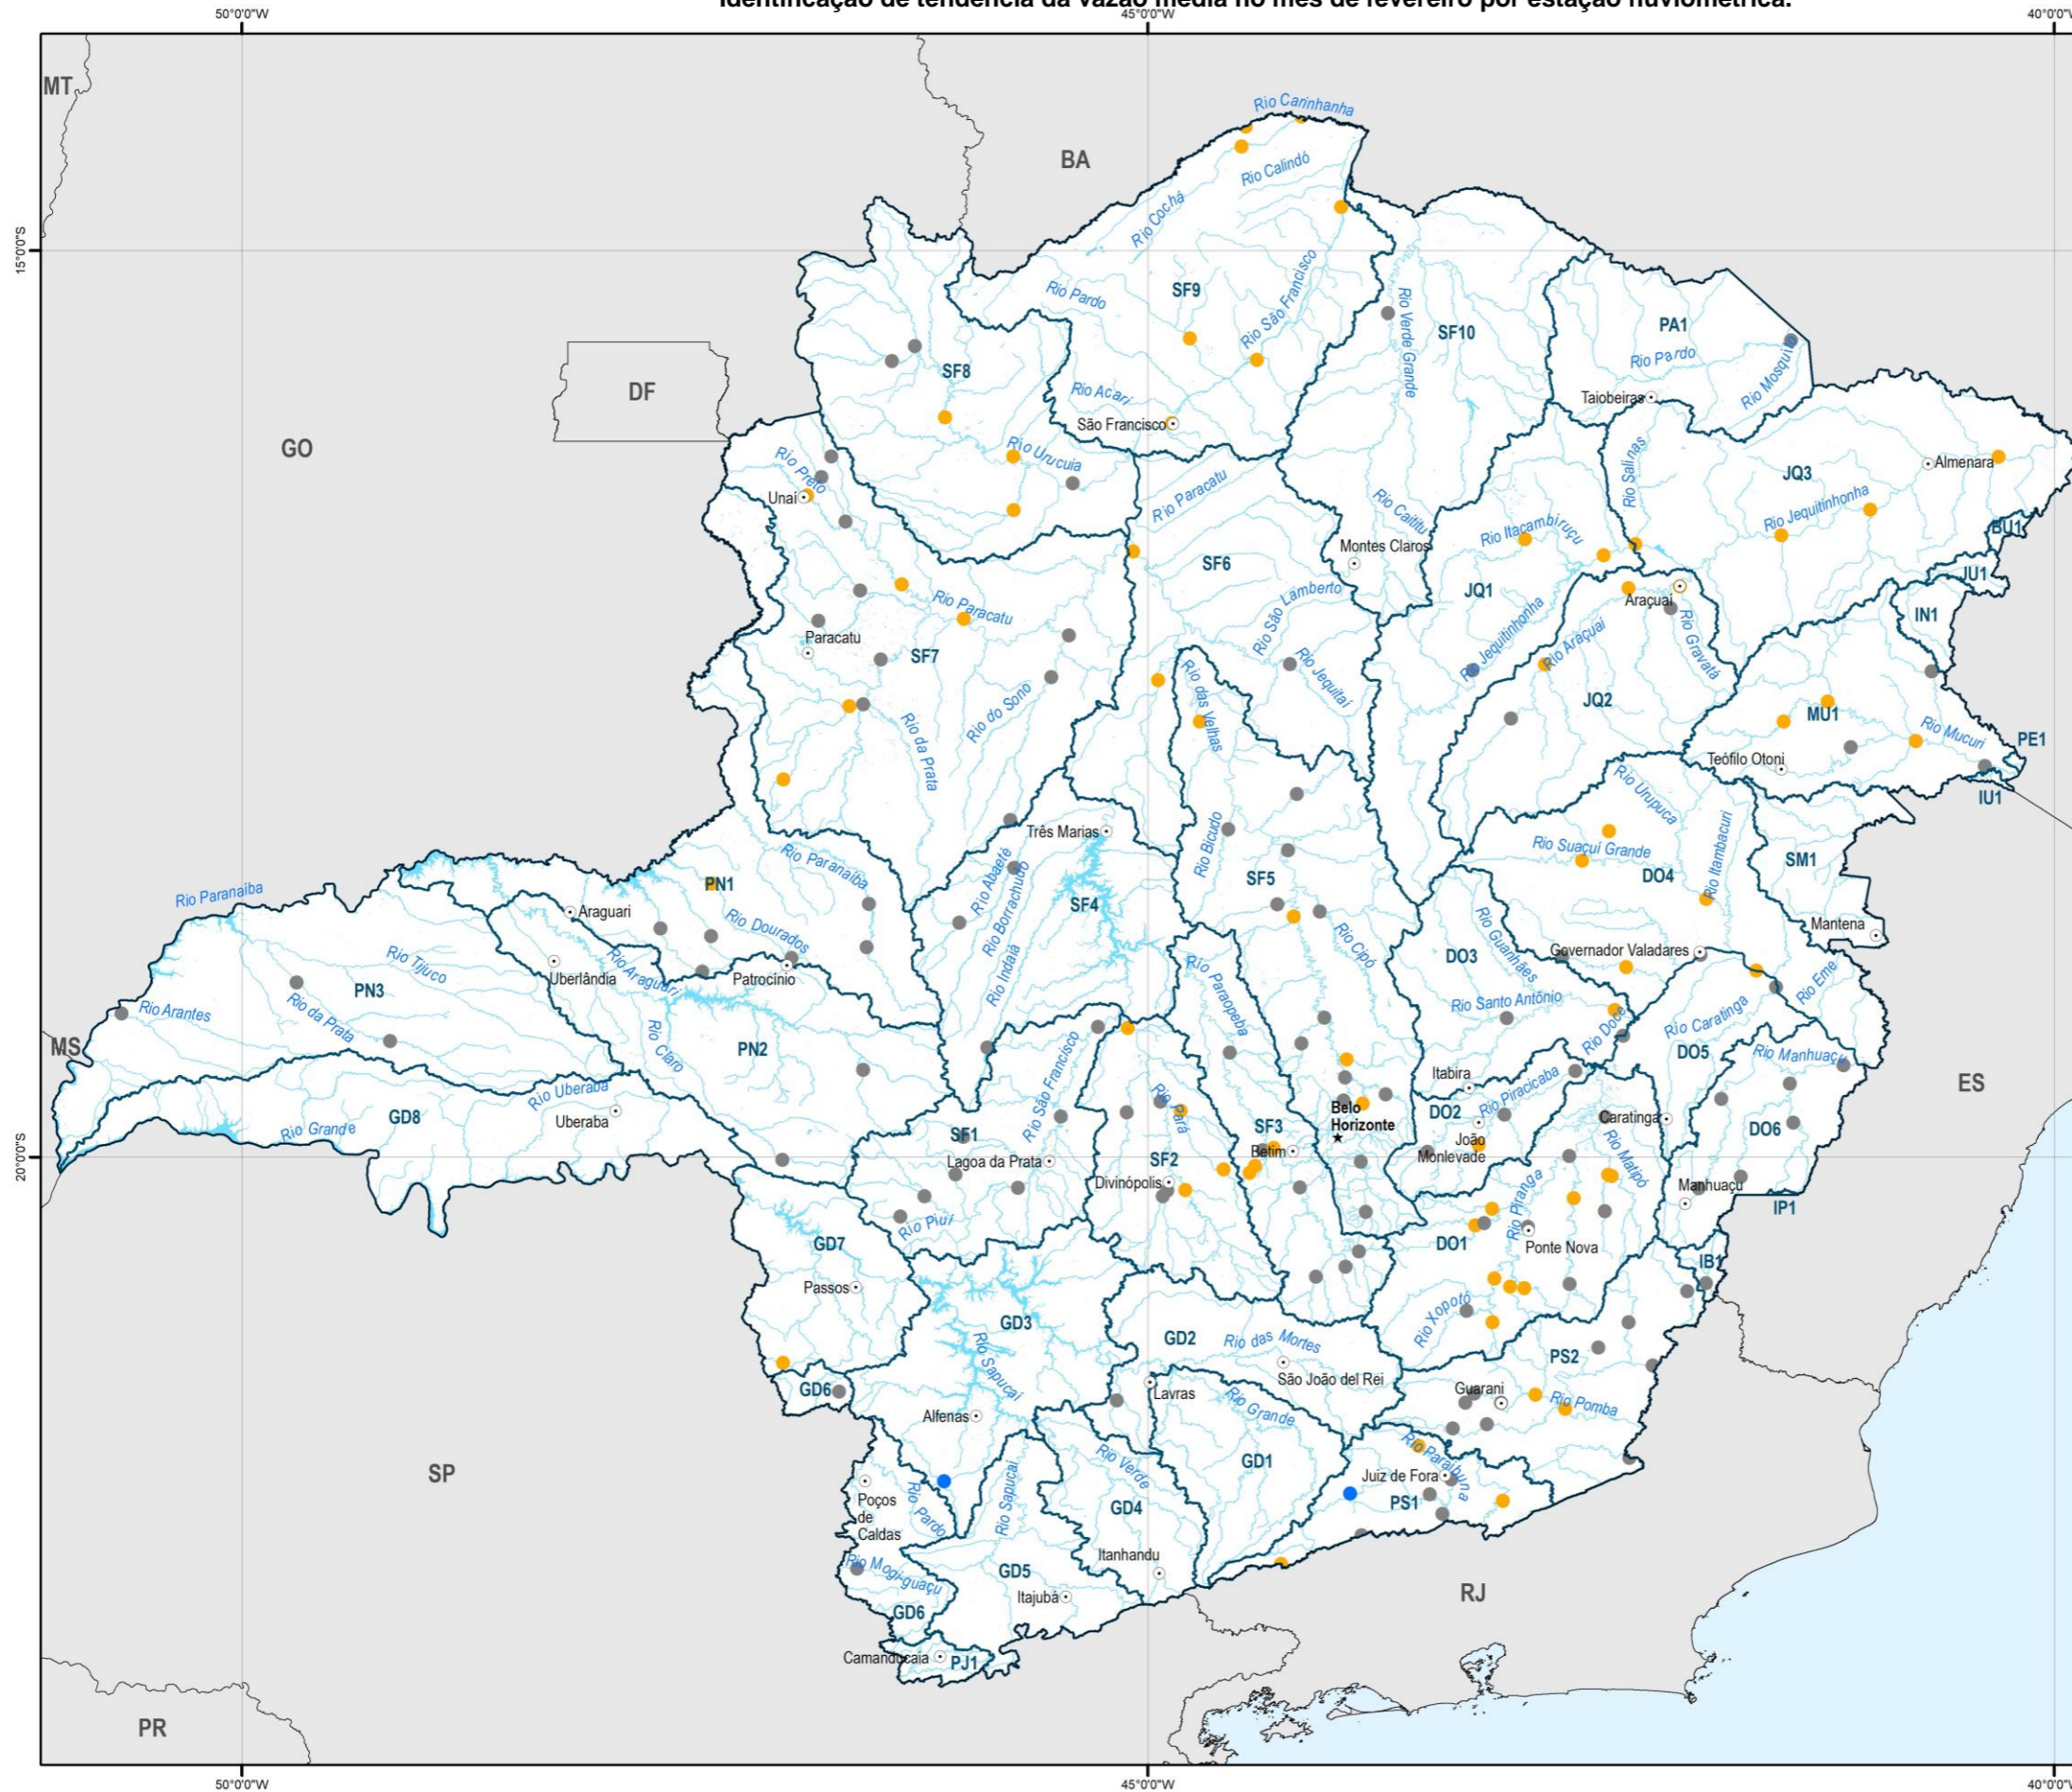 Identificação de tendência da vazão média no mês de fevereiro por estação fluviométrica.
50°0'0"W
45°0'0"W
40°0'0"W
MT
Rio Carinhanha
BA
Rio Calindó
Rio Cochá
15°0'0"S
Rio Pardo
SF9
Rio São Francisco
Rio Verde Grande
SF10
PA1
Rio Pardo
Rio Mosquito
DF
SF8
Rio Acari
Taiobeiras
São Francisco
GO
Rio Urucuia
Rio Preto
Unaí
Rio Paracatu
Rio Caititu
Rio Salinas
JQ3
Almenara
Rio Jequitinhonha
BU1
Rio Itacambiruçu
Montes Claros
SF6
JU1
JQ1
Araçuaí
IN1
Rio Paracatu
Rio São Lamberto
Rio Jequitinhonha
Rio Araçuaí
Rio Gravatá
Paracatu
SF7
Rio Jequitaí
Rio das Velhas
JQ2
Rio do Sono
Rio da Prata
MU1
Rio Mucuri
PE1
Teófilo Otoni
IU1
Rio Urupuca
Três Marias
Rio Bicudo
Rio Suaçuí Grande
Rio Itambacuri
SM1
Rio Paranaíba
Rio Abaeté
Rio Borrachudo
SF5
DO4
PN1
Rio Paranaíba
SF4
Araguari
Rio Dourados
Rio Guanhães
Mantena
Rio Cipó
DO3
Governador Valadares
Rio Tijuco
Uberlândia
Rio Araguari
Patrocínio
Rio Indaiá
Rio Paraopeba
Rio Eme
PN3
Rio Arantes
Rio da Prata
Rio Santo Antônio
Rio Caratinga
Rio Doce
MS
Rio Claro
PN2
Rio São Francisco
DO5
Rio Manhuaçu
Itabira
Rio Piracicaba
ES
Rio Uberaba
GD8
Uberaba
Rio Grande
Rio Pará
Belo
Horizonte
DO2
João
Monlevade
Caratinga
DO6
SF1
SF3
Betim
20°0'0"S
Lagoa da Prata
SF2
Rio Matipó
Divinópolis
Manhuaçu
Rio Piranga
IP1
Rio Piuí
GD7
DO1
Ponte Nova
IB1
Passos
GD3
Rio Xopotó
GD2
Rio das Mortes
PS2
Rio Sapucaí
São João del Rei
GD6
Lavras
Guarani
Rio Pomba
Alfenas
Rio Grande
SP
Rio Verde
GD1
Rio Paraibuna
Juiz de Fora
PS1
Poços
de
Caldas
Rio Pardo
Rio Sapucaí
GD4
Itanhandu
Rio Mogi-guaçu
GD5
Itajubá
RJ
GD6
Camanducaia
PJ1
PR
50°0'0"W
45°0'0"W
40°0'0"W